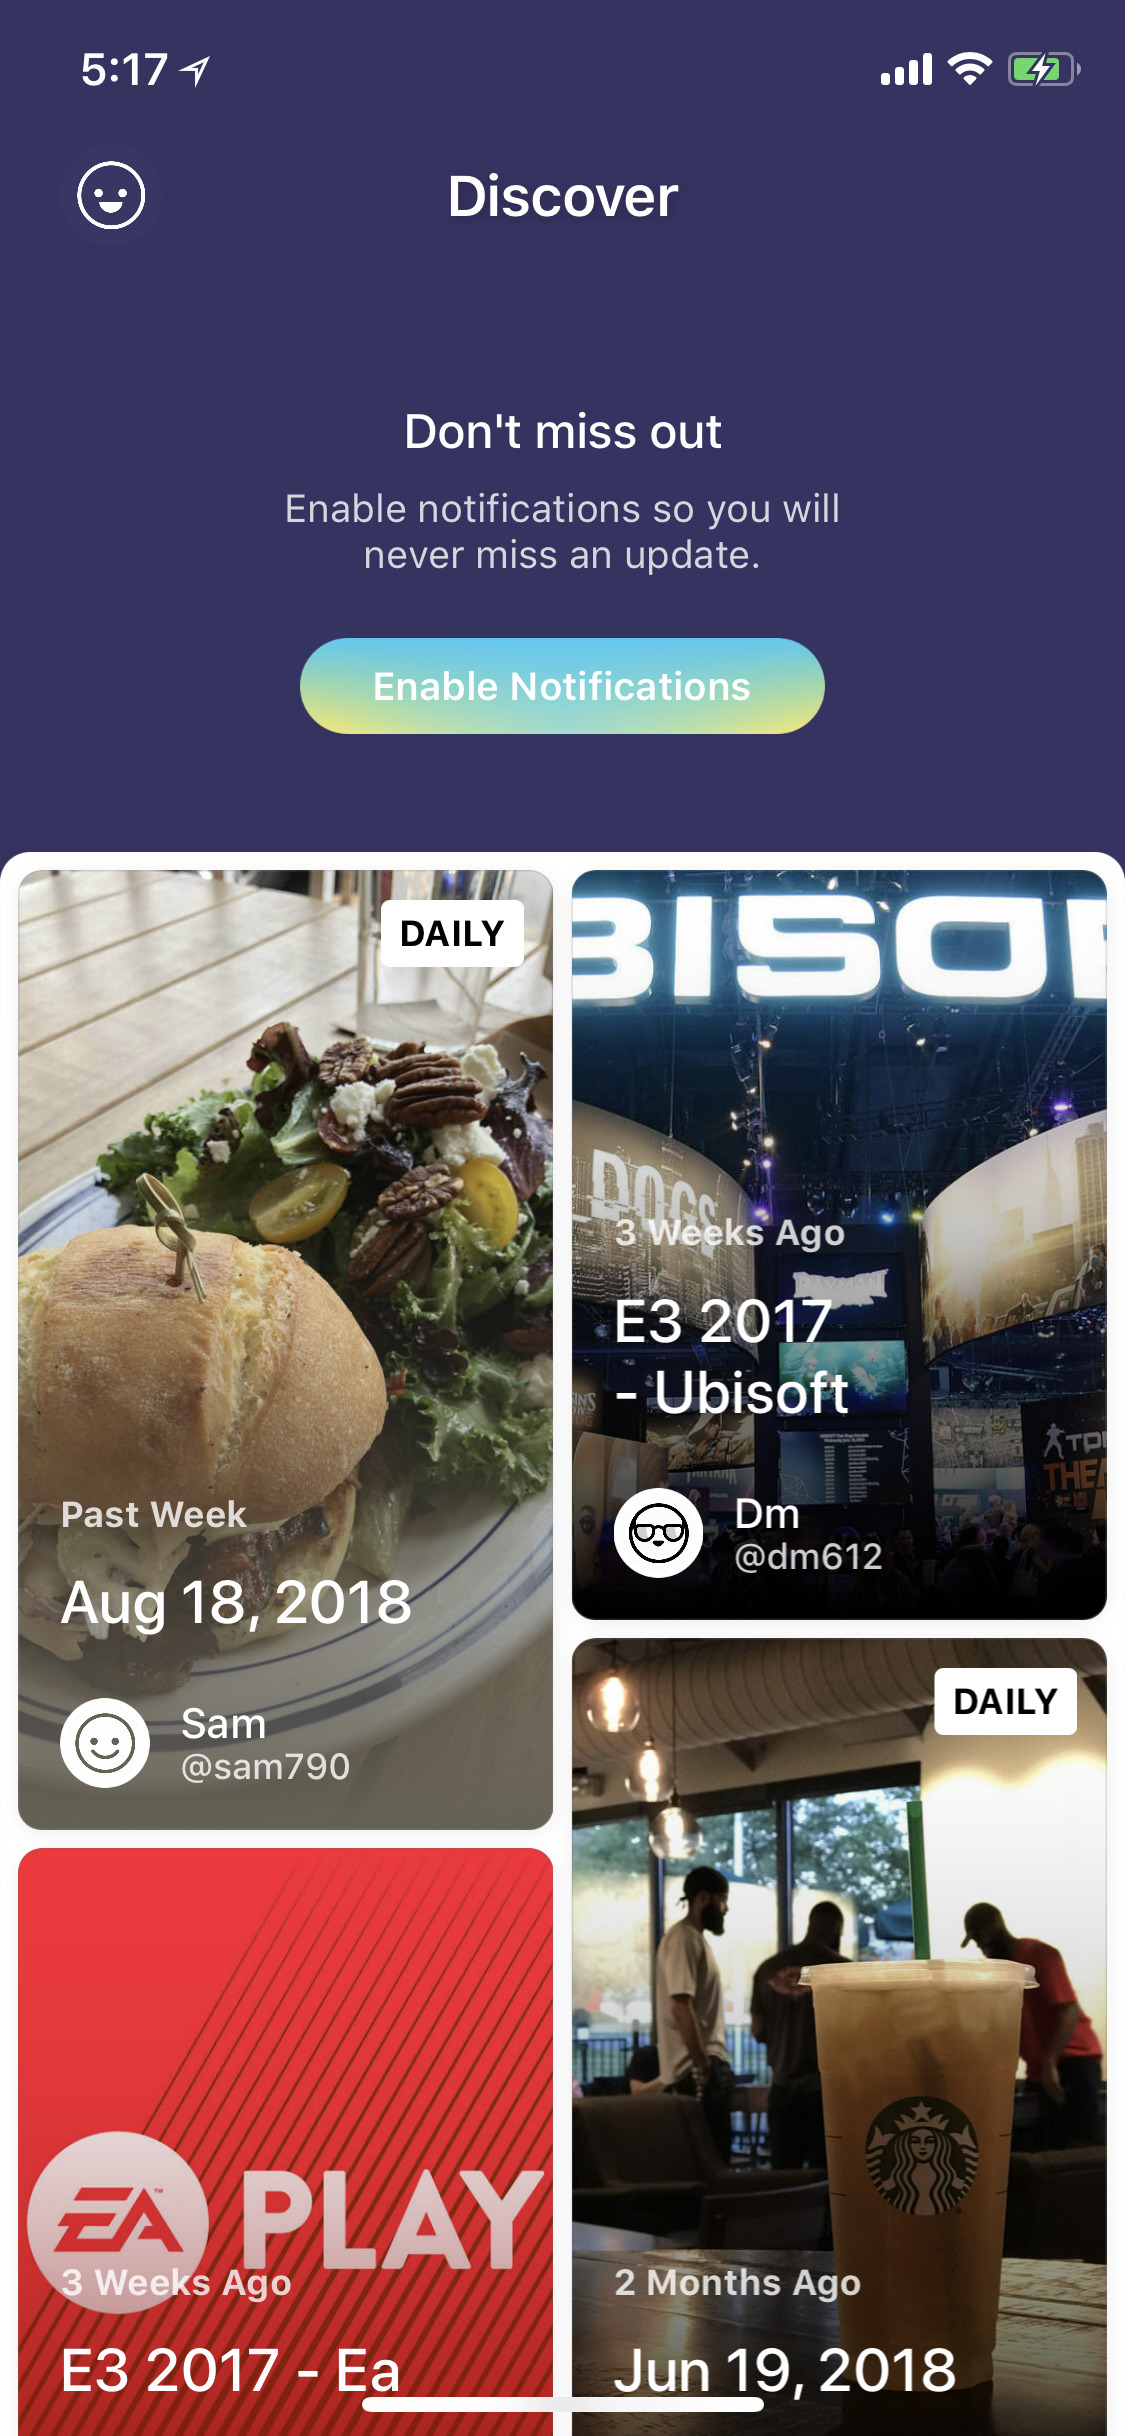 5:17
Discover
Don't miss out
Enable notifications so you will
never miss an update.
Enable Notifications
DAILY
Past Week
Aug 18, 2018
Sam
@sam790
BISO
DOGS
3 Weeks Ago
E3 2017
- Ubisoft
Dm
@dm612
EA PLAY
3 Weeks Ago
E3 2017 - Ea
DAILY
2 Months Ago
Jun 19, 2018